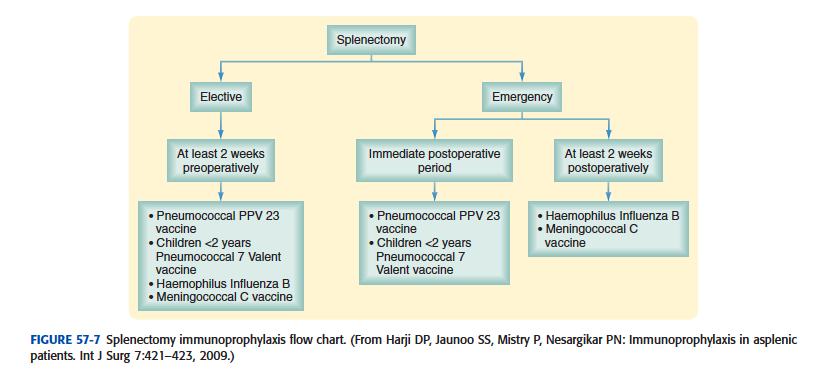 Splenectomy
Elective
Emergency
At least 2 weeks
preoperatively
Immediate postoperative
period
At least 2 weeks
postoperatively
• Pneumococcal PPV 23
vaccine
• Children <2 years
Pneumococcal 7 Valent
vaccine
• Haemophilus Influenza B
• Meningococcal C vaccine
• Pneumococcal PPV 23
vaccine
• Children <2 years
Pneumococcal 7
Valent vaccine
• Haemophilus Influenza B
• Meningococcal C
vaccine
FIGURE 57-7 Splenectomy immunoprophylaxis flow chart. (From Harji DP, Jaunoo SS, Mistry P, Nesargikar PN: Immunoprophylaxis in asplenic
patients. Int J Surg 7:421–423, 2009.)